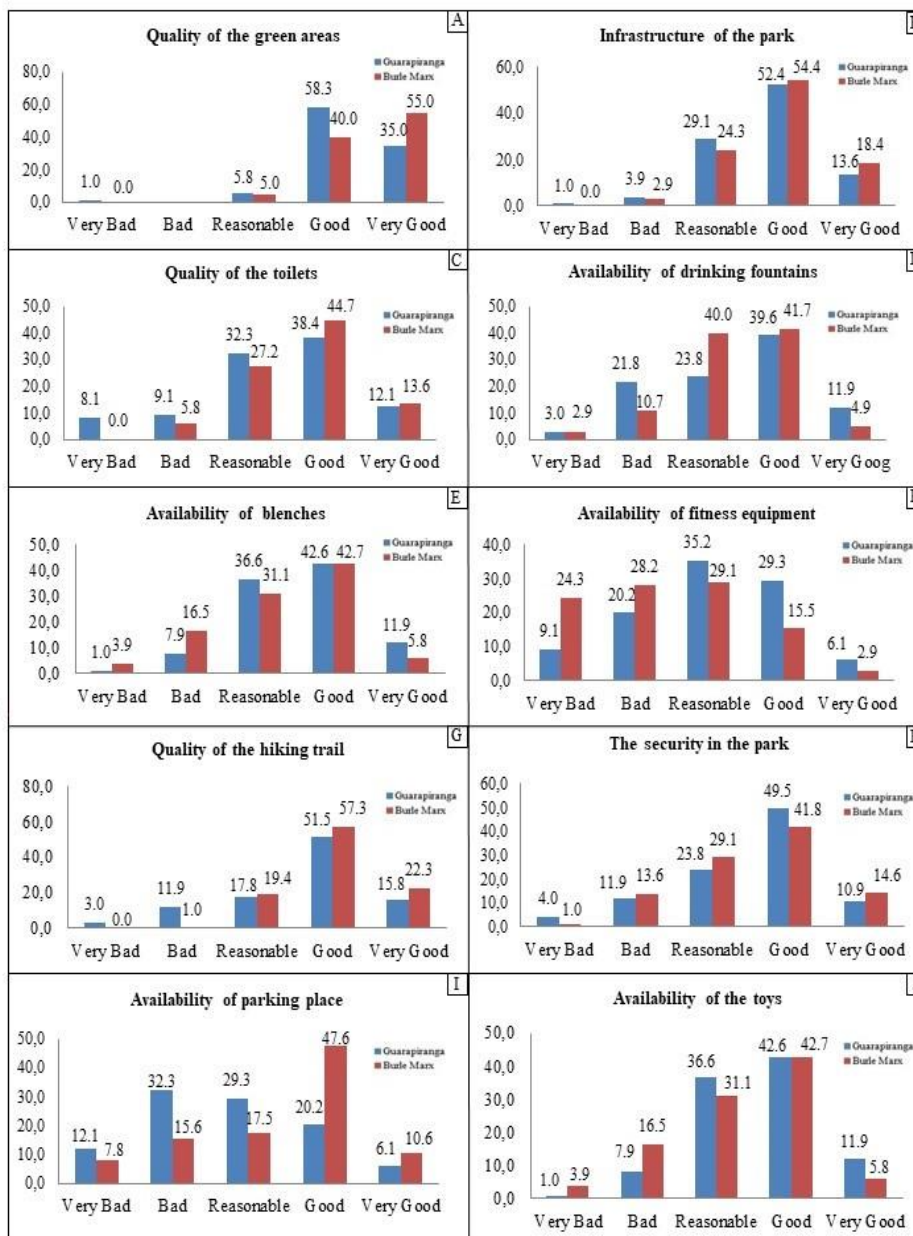 A
Quality of the green areas
Guarapiranga
Burle Marx
80,0
60,0
40,0
20,0
0,0
1.0 0.0 5.8 5.0 58.3 40.0 35.0 55.0
Very Bad Bad Reasonable Good Very Good
Infrastructure of the park
Guarapiranga
Burle Marx
60,0
40,0
20,0
0,0
1.0 0.0 3.9 2.9 29.1 24.3 52.4 54.4 13.6 18.4
Very Bad Bad Reasonable Good Very Good
C
Quality of the toilets
Guarapiranga
Burle Marx
50,0
40,0
30,0
20,0
10,0
0,0
8.1 0.0 9.1 5.8 32.3 27.2 38.4 44.7 12.1 13.6
Very Bad Bad Reasonable Good Very Good
Availability of drinking fountains
Guarapiranga
Burle Marx
50,0
40,0
30,0
20,0
10,0
0,0
3.0 2.9 21.8 10.7 23.8 40.0 39.6 41.7 11.9 4.9
Very Bad Bad Reasonable Good Very Goog
E
Availability of blenches
Guarapiranga
Burle Marx
50,0
40,0
30,0
20,0
10,0
0,0
1.0 3.9 7.9 16.5 36.6 31.1 42.6 42.7 11.9 5.8
Very Bad Bad Reasonable Good Very Good
Availability of fitness equipment
Guarapiranga
Burle Marx
40,0
30,0
20,0
10,0
0,0
9.1 24.3 20.2 28.2 35.2 29.1 29.3 15.5 6.1 2.9
Very Bad Bad Reasonable Good Very Good
G
Quality of the hiking trail
Guarapiranga
Burle Marx
80,0
60,0
40,0
20,0
0,0
3.0 0.0 11.9 1.0 17.8 19.4 51.5 57.3 15.8 22.3
Very Bad Bad Reasonable Good Very Good
The security in the park
Guarapiranga
Burle Marx
60,0
50,0
40,0
30,0
20,0
10,0
0,0
4.0 1.0 11.9 13.6 23.8 29.1 49.5 41.8 10.9 14.6
Very Bad Bad Reasonable Good Very Good
I
Availability of parking place
Guarapiranga
Burle Marx
50,0
40,0
30,0
20,0
10,0
0,0
12.1 7.8 32.3 15.6 29.3 17.5 20.2 47.6 6.1 10.6
Very Bad Bad Reasonable Good Very Good
Availability of the toys
Guarapiranga
Burle Marx
50,0
40,0
30,0
20,0
10,0
0,0
1.0 3.9 7.9 16.5 36.6 31.1 42.6 42.7 11.9 5.8
Very Bad Bad Reasonable Good Very Good